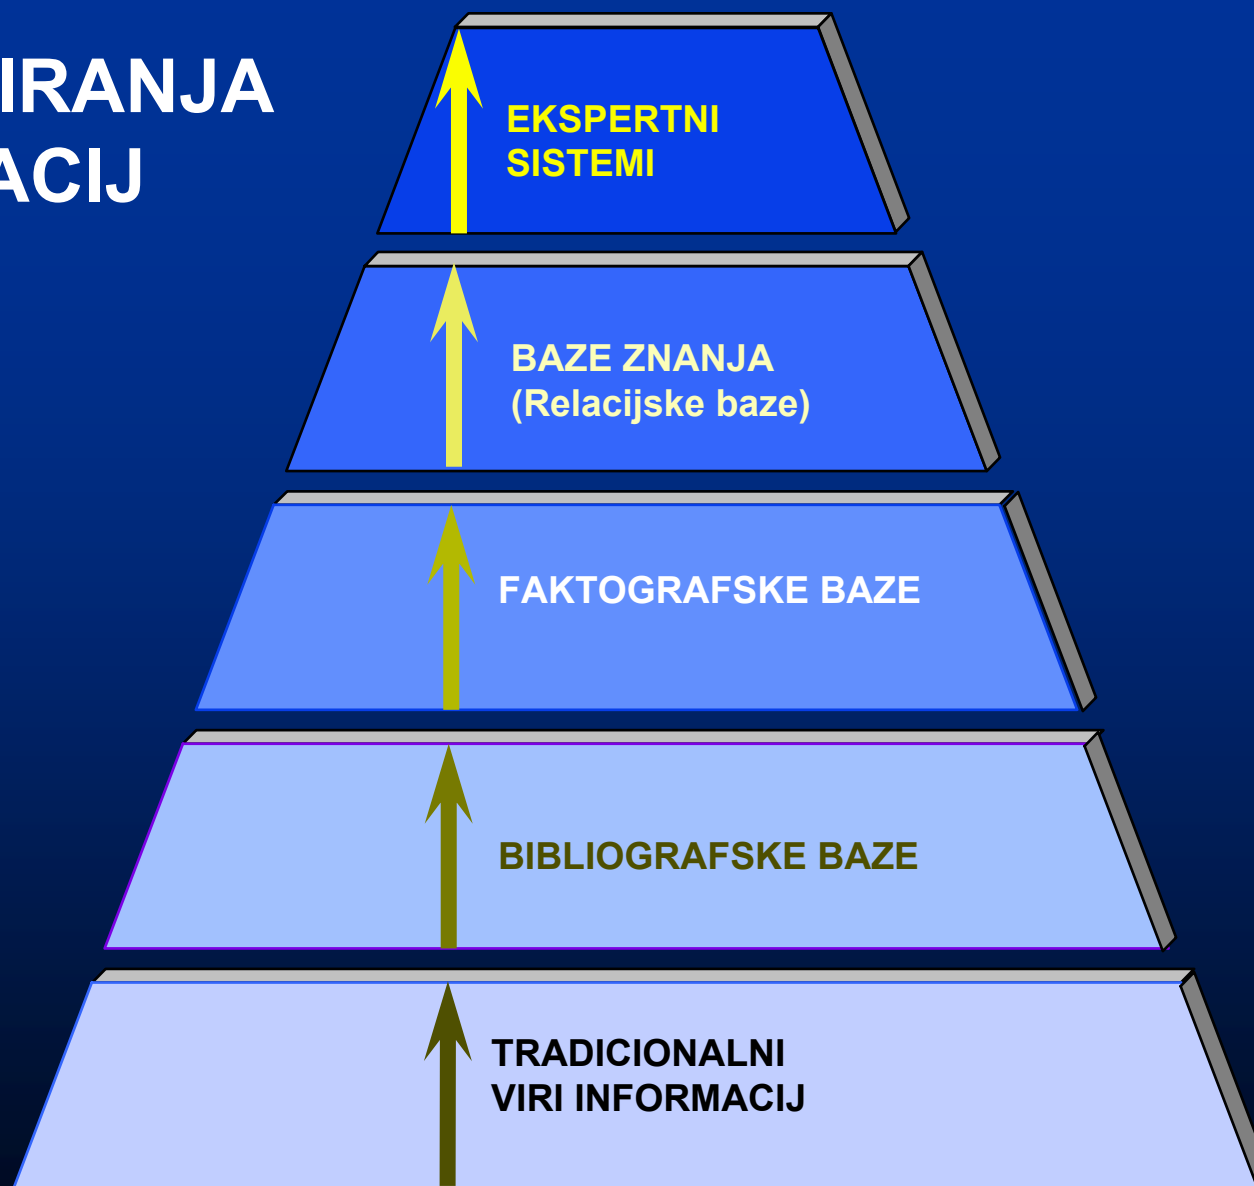 IRANJA
ACIJ
EKSPERTNI
SISTEMI
BAZE ZNANJA
(Relacijske baze)
FAKTOGRAFSKE BAZE
BIBLIOGRAFSKE BAZE
TRADICIONALNI
VIRI INFORMACIJ